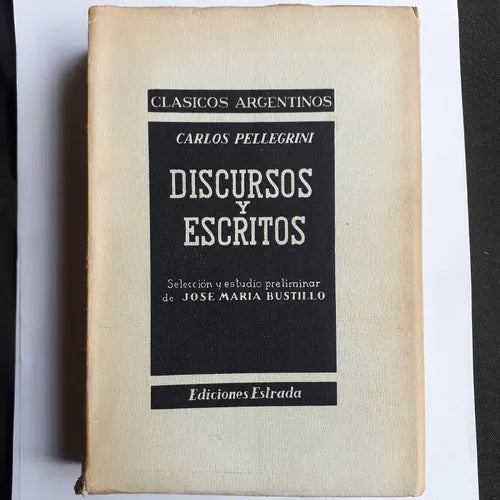 CLASICOS ARGENTINOS
CARLOS PELLEGRINI
DISCURSOS
Y
ESCRITOS
Selección y estudio preliminar
de JOSE MARIA BUSTILLO
Ediciones Estrada